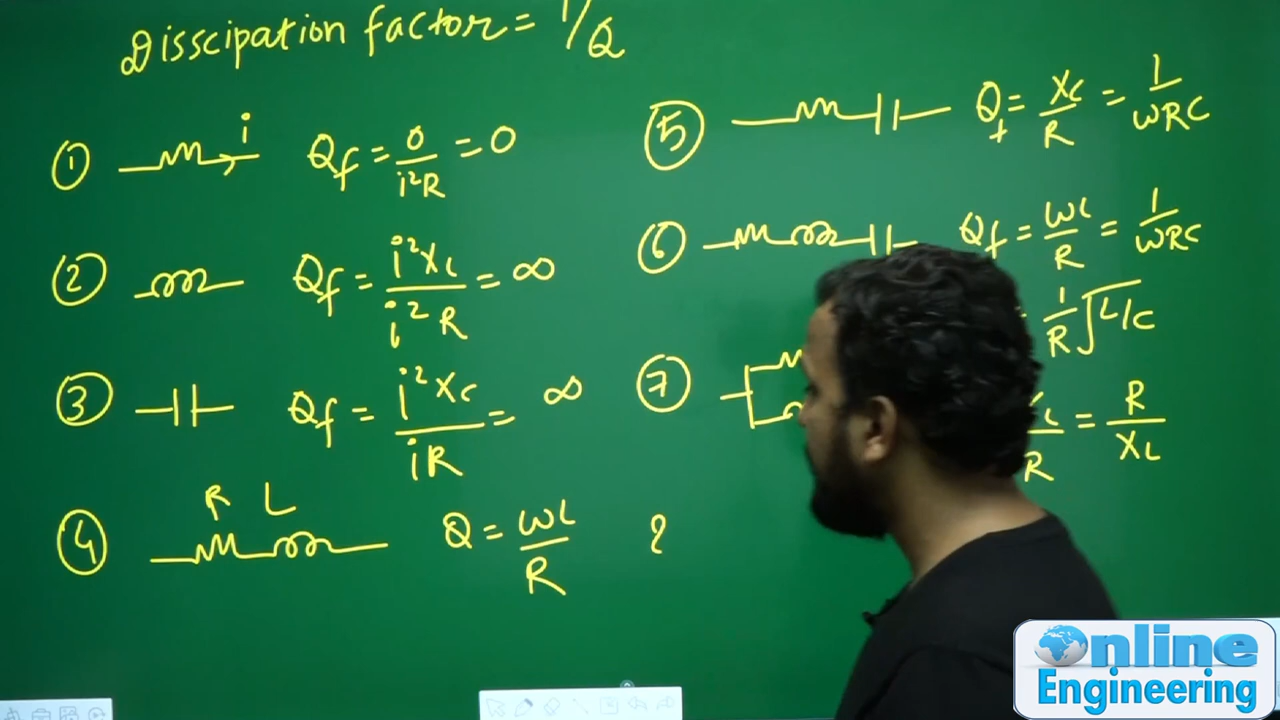 Disscipation factor = 1/Q
① i Qf = 0/i²R = 0
② Qf = i²XL/i²R = ∞
③ Qf = i²Xc/iR = ∞
④ R L Q = ωL/R
⑤ Q = Xc/R = 1/ωRC
⑥ Qf = ωL/R = 1/ωRC
1/R √L/C
⑦ R = R/XL
Online
Engineering